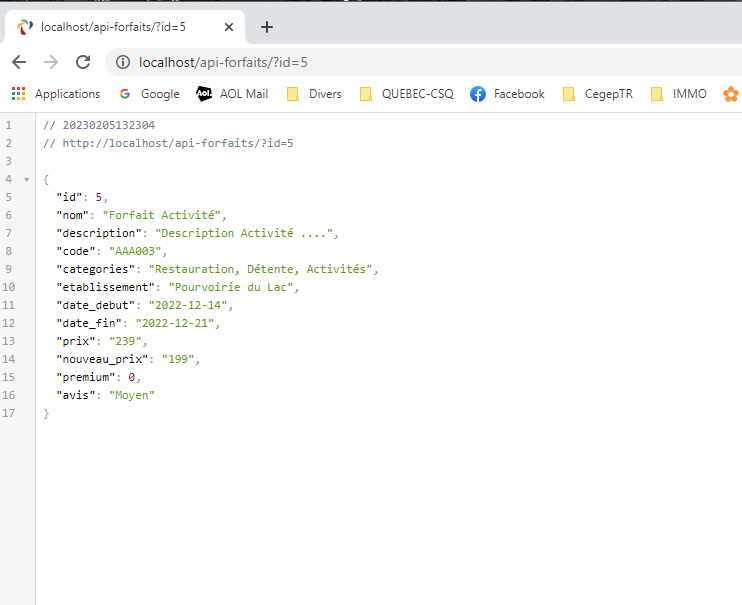 localhost/api-forfaits/?id=5
localhost/api-forfaits/?id=5
Applications Google AOL Mail Divers QUEBEC-CSQ Facebook CegepTR IMMO
1 // 20230205132304
2 // http://localhost/api-forfaits/?id=5
3
4 {
5 "id": 5,
6 "nom": "Forfait Activité",
7 "description": "Description Activité ....",
8 "code": "AAA003",
9 "categories": "Restauration, Détente, Activités",
10 "etablissement": "Pourvoirie du Lac",
11 "date_debut": "2022-12-14",
12 "date_fin": "2022-12-21",
13 "prix": "239",
14 "nouveau_prix": "199",
15 "premium": 0,
16 "avis": "Moyen"
17 }